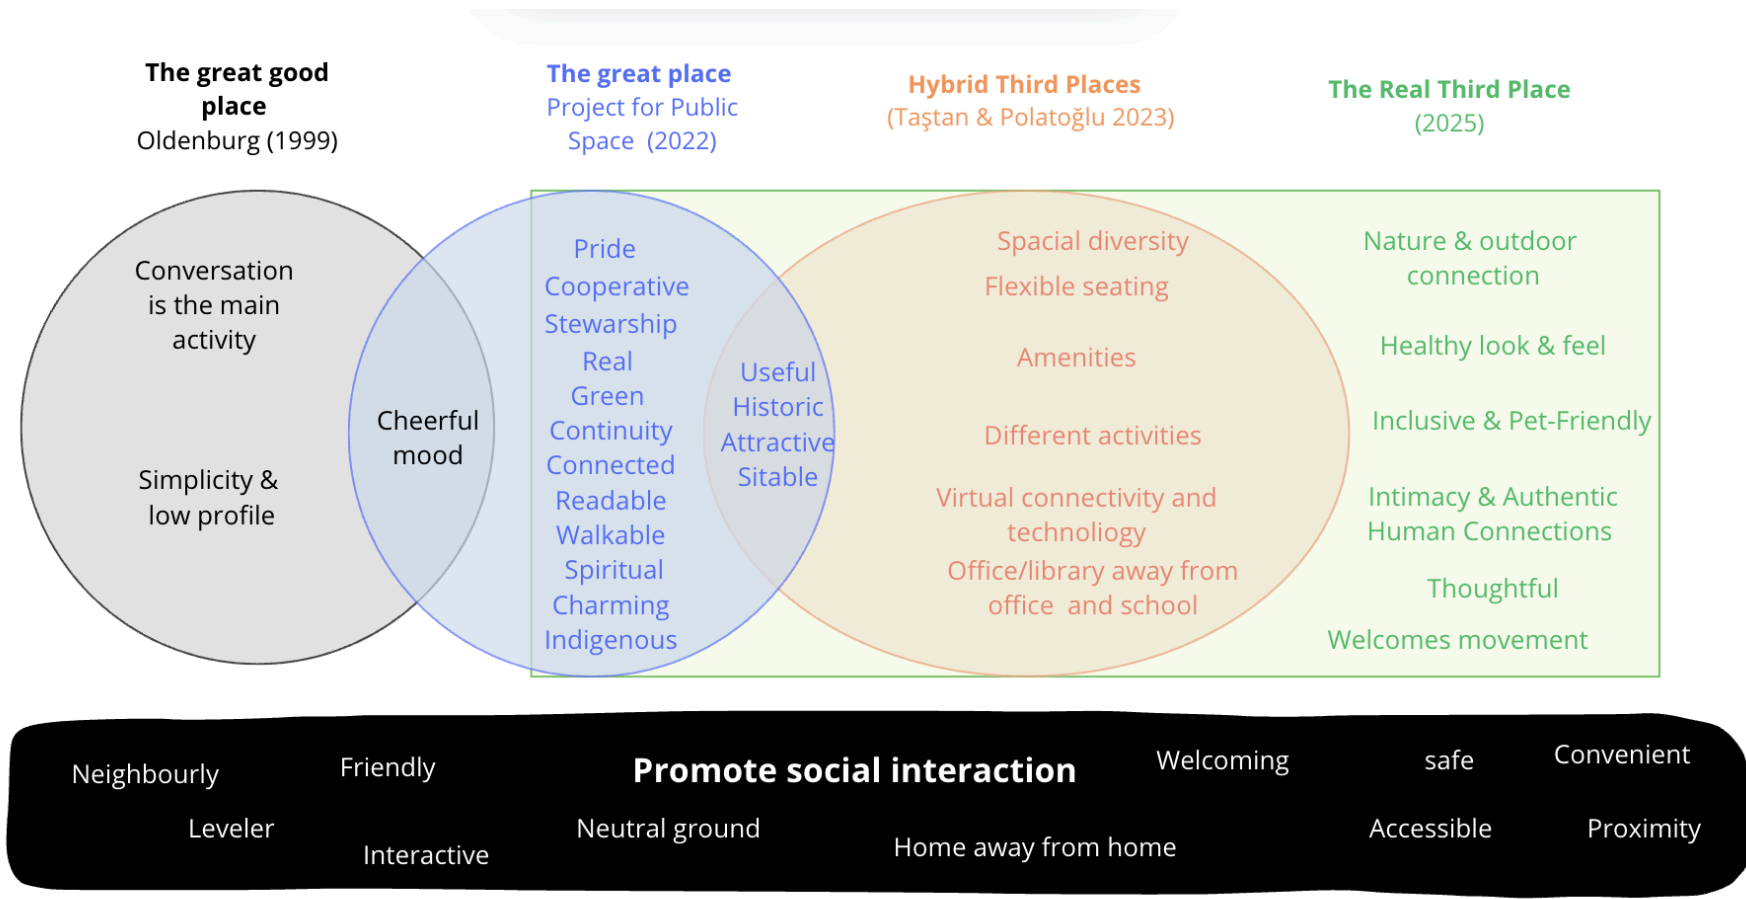 The great good
place
Oldenburg (1999)
The great place
Project for Public
Space (2022)
Hybrid Third Places
(Taştan & Polatoğlu 2023)
The Real Third Place
(2025)
Conversation
is the main
activity
Simplicity &
low profile
Cheerful
mood
Pride
Cooperative
Stewarship
Real
Green
Continuity
Connected
Readable
Walkable
Spiritual
Charming
Indigenous
Useful
Historic
Attractive
Sitable
Spacial diversity
Flexible seating
Amenities
Different activities
Virtual connectivity and
technoliogy
Office/library away from
office and school
Nature & outdoor
connection
Healthy look & feel
Inclusive & Pet-Friendly
Intimacy & Authentic
Human Connections
Thoughtful
Welcomes movement
Neighbourly
Friendly
Promote social interaction
Welcoming
safe
Convenient
Leveler
Interactive
Neutral ground
Home away from home
Accessible
Proximity